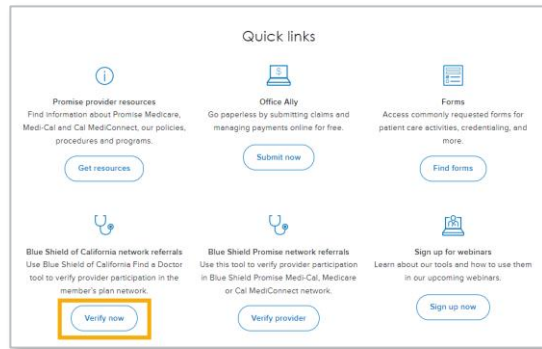 Quick links
Promise provider resources
Find information about Promise Medicare,
Medi-Cal and Cal MediConnect, our policies,
procedures and programs.
Get resources
Office Ally
Go paperless by submitting claims and
managing payments online for free.
Submit now
Forms
Access commonly requested forms for
patient care activities, credentialing, and
more.
Find forms
Blue Shield of California network referrals
Use Blue Shield of California Find a Doctor
tool to verify provider participation in the
member's plan network.
Verify now
Blue Shield Promise network referrals
Use this tool to verify provider participation
in Blue Shield Promise Medi-Cal, Medicare
or Cal MediConnect network.
Verify provider
Sign up for webinars
Learn about our tools and how to use them
in our upcoming webinars.
Sign up now